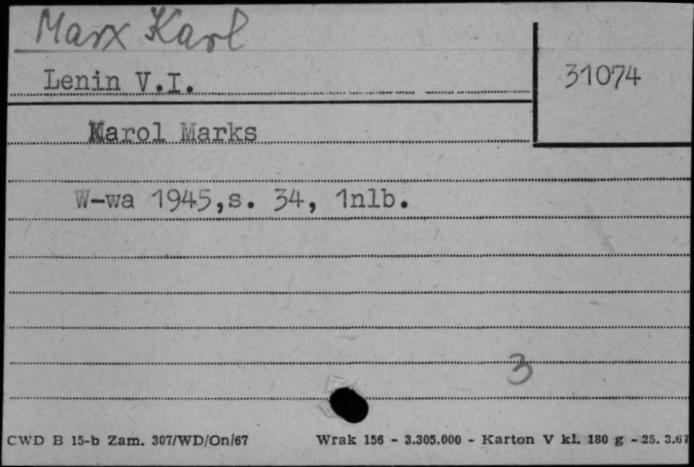 Marx Karl
Lenin V.I.
31074
Karol Marks
W-wa 1945,s. 34, 1nlb.
3
CWD B 15-b Zam. 307/WD/On/67 Wrak 156 - 3.305.000 - Karton V kl. 180 g - 25. 3.67